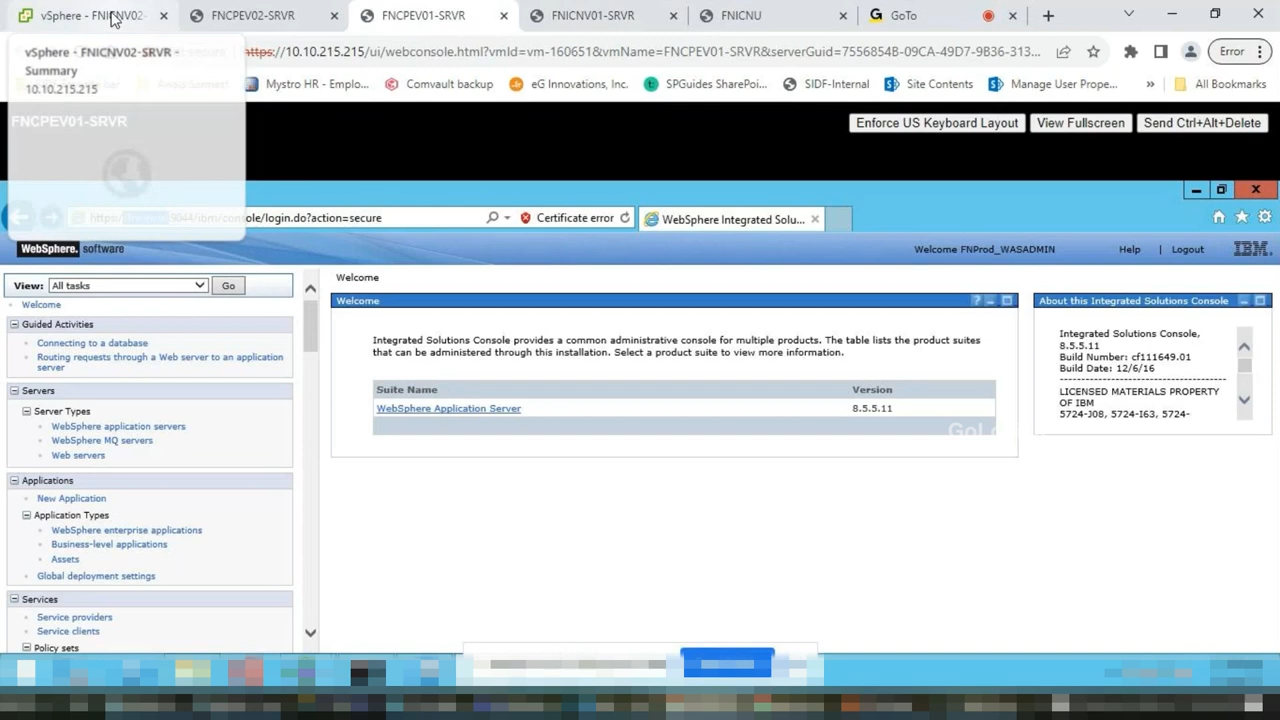 vSphere - FNICNV02-
FNCPEV02-SRVR
FNCPEV01-SRVR
FNICNV01-SRVR
FNICNU
GoTo
vSphere - FNICNV02-SRVR -
Summary
10.10.215.215
FNCPEV01-SRVR
https://10.10.215.215/ui/webconsole.html?vmId=vm-160651&vmName=FNCPEV01-SRVR&serverGuid=7556854B-09CA-49D7-9B36-313...
Error
Mystro HR - Emplo...
Comvault backup
eG Innovations, Inc.
SPGuides SharePoi...
SIDF-Internal
Site Contents
Manage User Prope...
»
All Bookmarks
Enforce US Keyboard Layout
View Fullscreen
Send Ctrl+Alt+Delete
9044/ibm/console/login.do?action=secure
Certificate error
WebSphere Integrated Solu...
WebSphere. software
Welcome FNProd_WASADMIN
Help
Logout
IBM.
View: All tasks
Go
Welcome
Guided Activities
Connecting to a database
Routing requests through a Web server to an application
server
Servers
Server Types
WebSphere application servers
WebSphere MQ servers
Web servers
Applications
New Application
Application Types
WebSphere enterprise applications
Business-level applications
Assets
Global deployment settings
Services
Service providers
Service clients
Policy sets
Welcome
Welcome
Integrated Solutions Console provides a common administrative console for multiple products. The table lists the product suites
that can be administered through this installation. Select a product suite to view more information.
Suite Name Version
WebSphere Application Server 8.5.5.11
About this Integrated Solutions Console
Integrated Solutions Console,
8.5.5.11
Build Number: cf111649.01
Build Date: 12/6/16
LICENSED MATERIALS PROPERTY
OF IBM
5724-J08, 5724-I63, 5724-